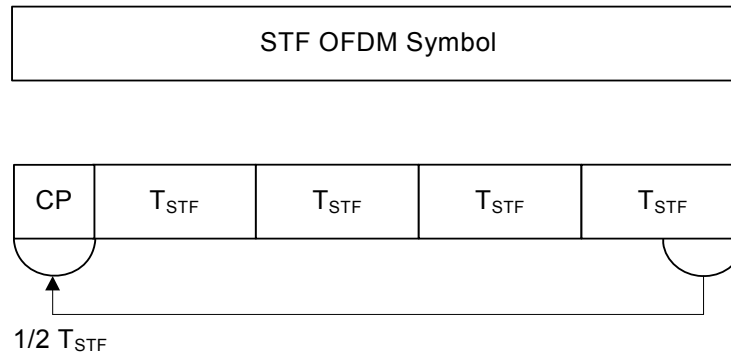 STF OFDM Symbol
CP T_STF T_STF T_STF T_STF
1/2 T_STF